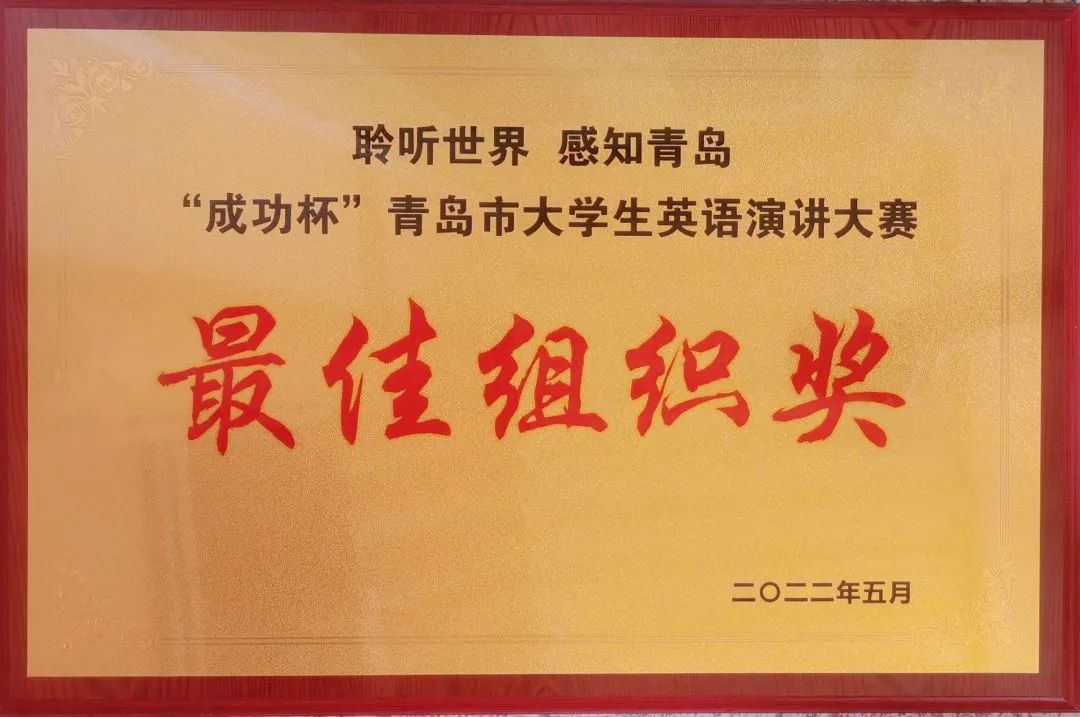 聆听世界 感知青岛
“成功杯”青岛市大学生英语演讲大赛
最佳组织奖
二〇二二年五月